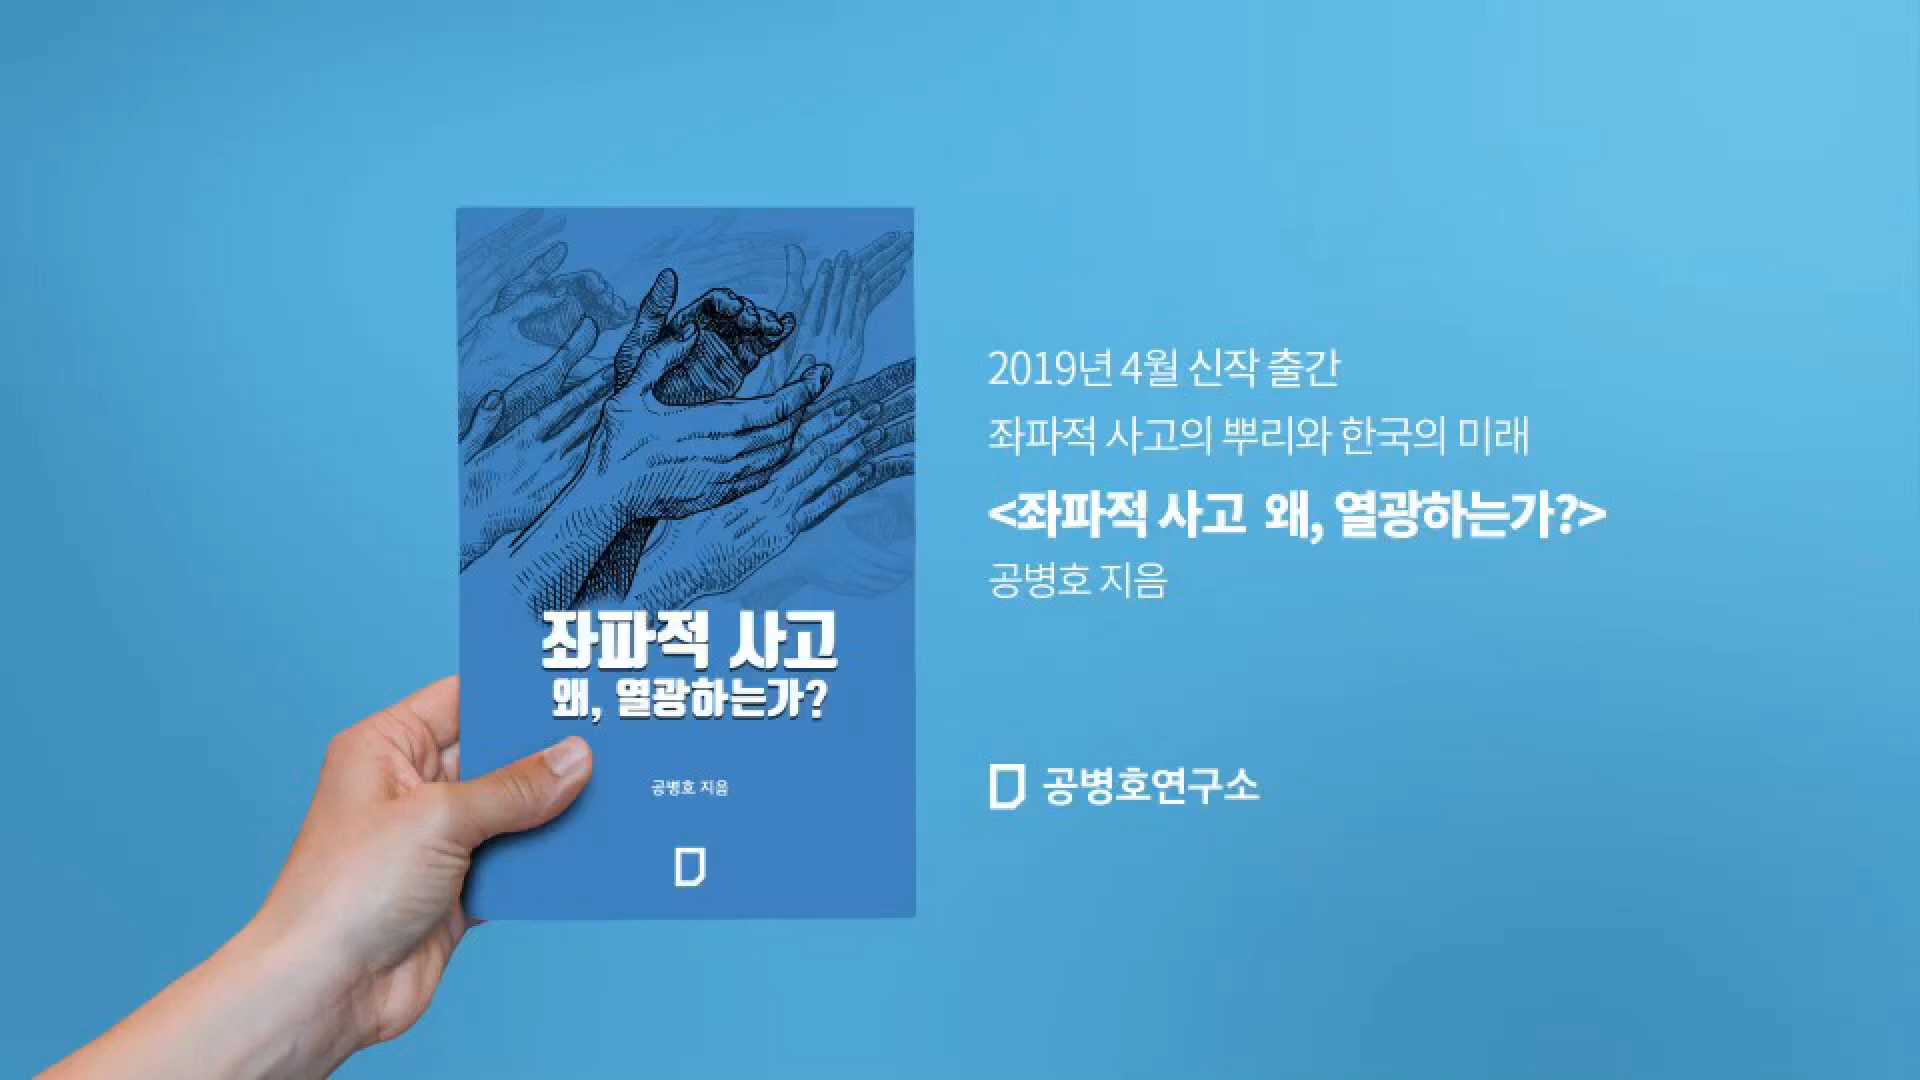 좌파적 사고
왜, 열광하는가?
공병호 지음
2019년 4월 신작 출간
좌파적 사고의 뿌리와 한국의 미래
<좌파적 사고 왜, 열광하는가?>
공병호 지음
공병호연구소